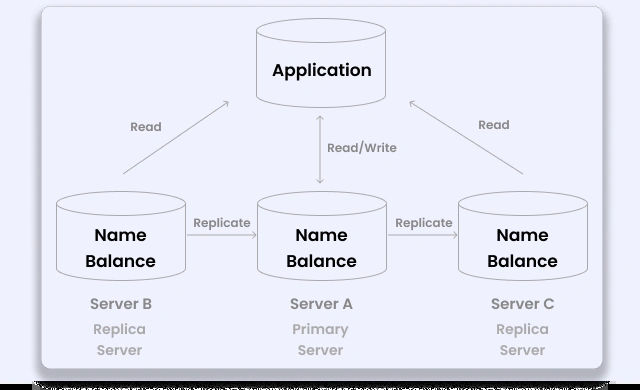 Application
Read
Read/Write
Read
Replicate
Replicate
Name
Balance
Name
Balance
Name
Balance
Server B
Server A
Server C
Replica
Server
Primary
Server
Replica
Server